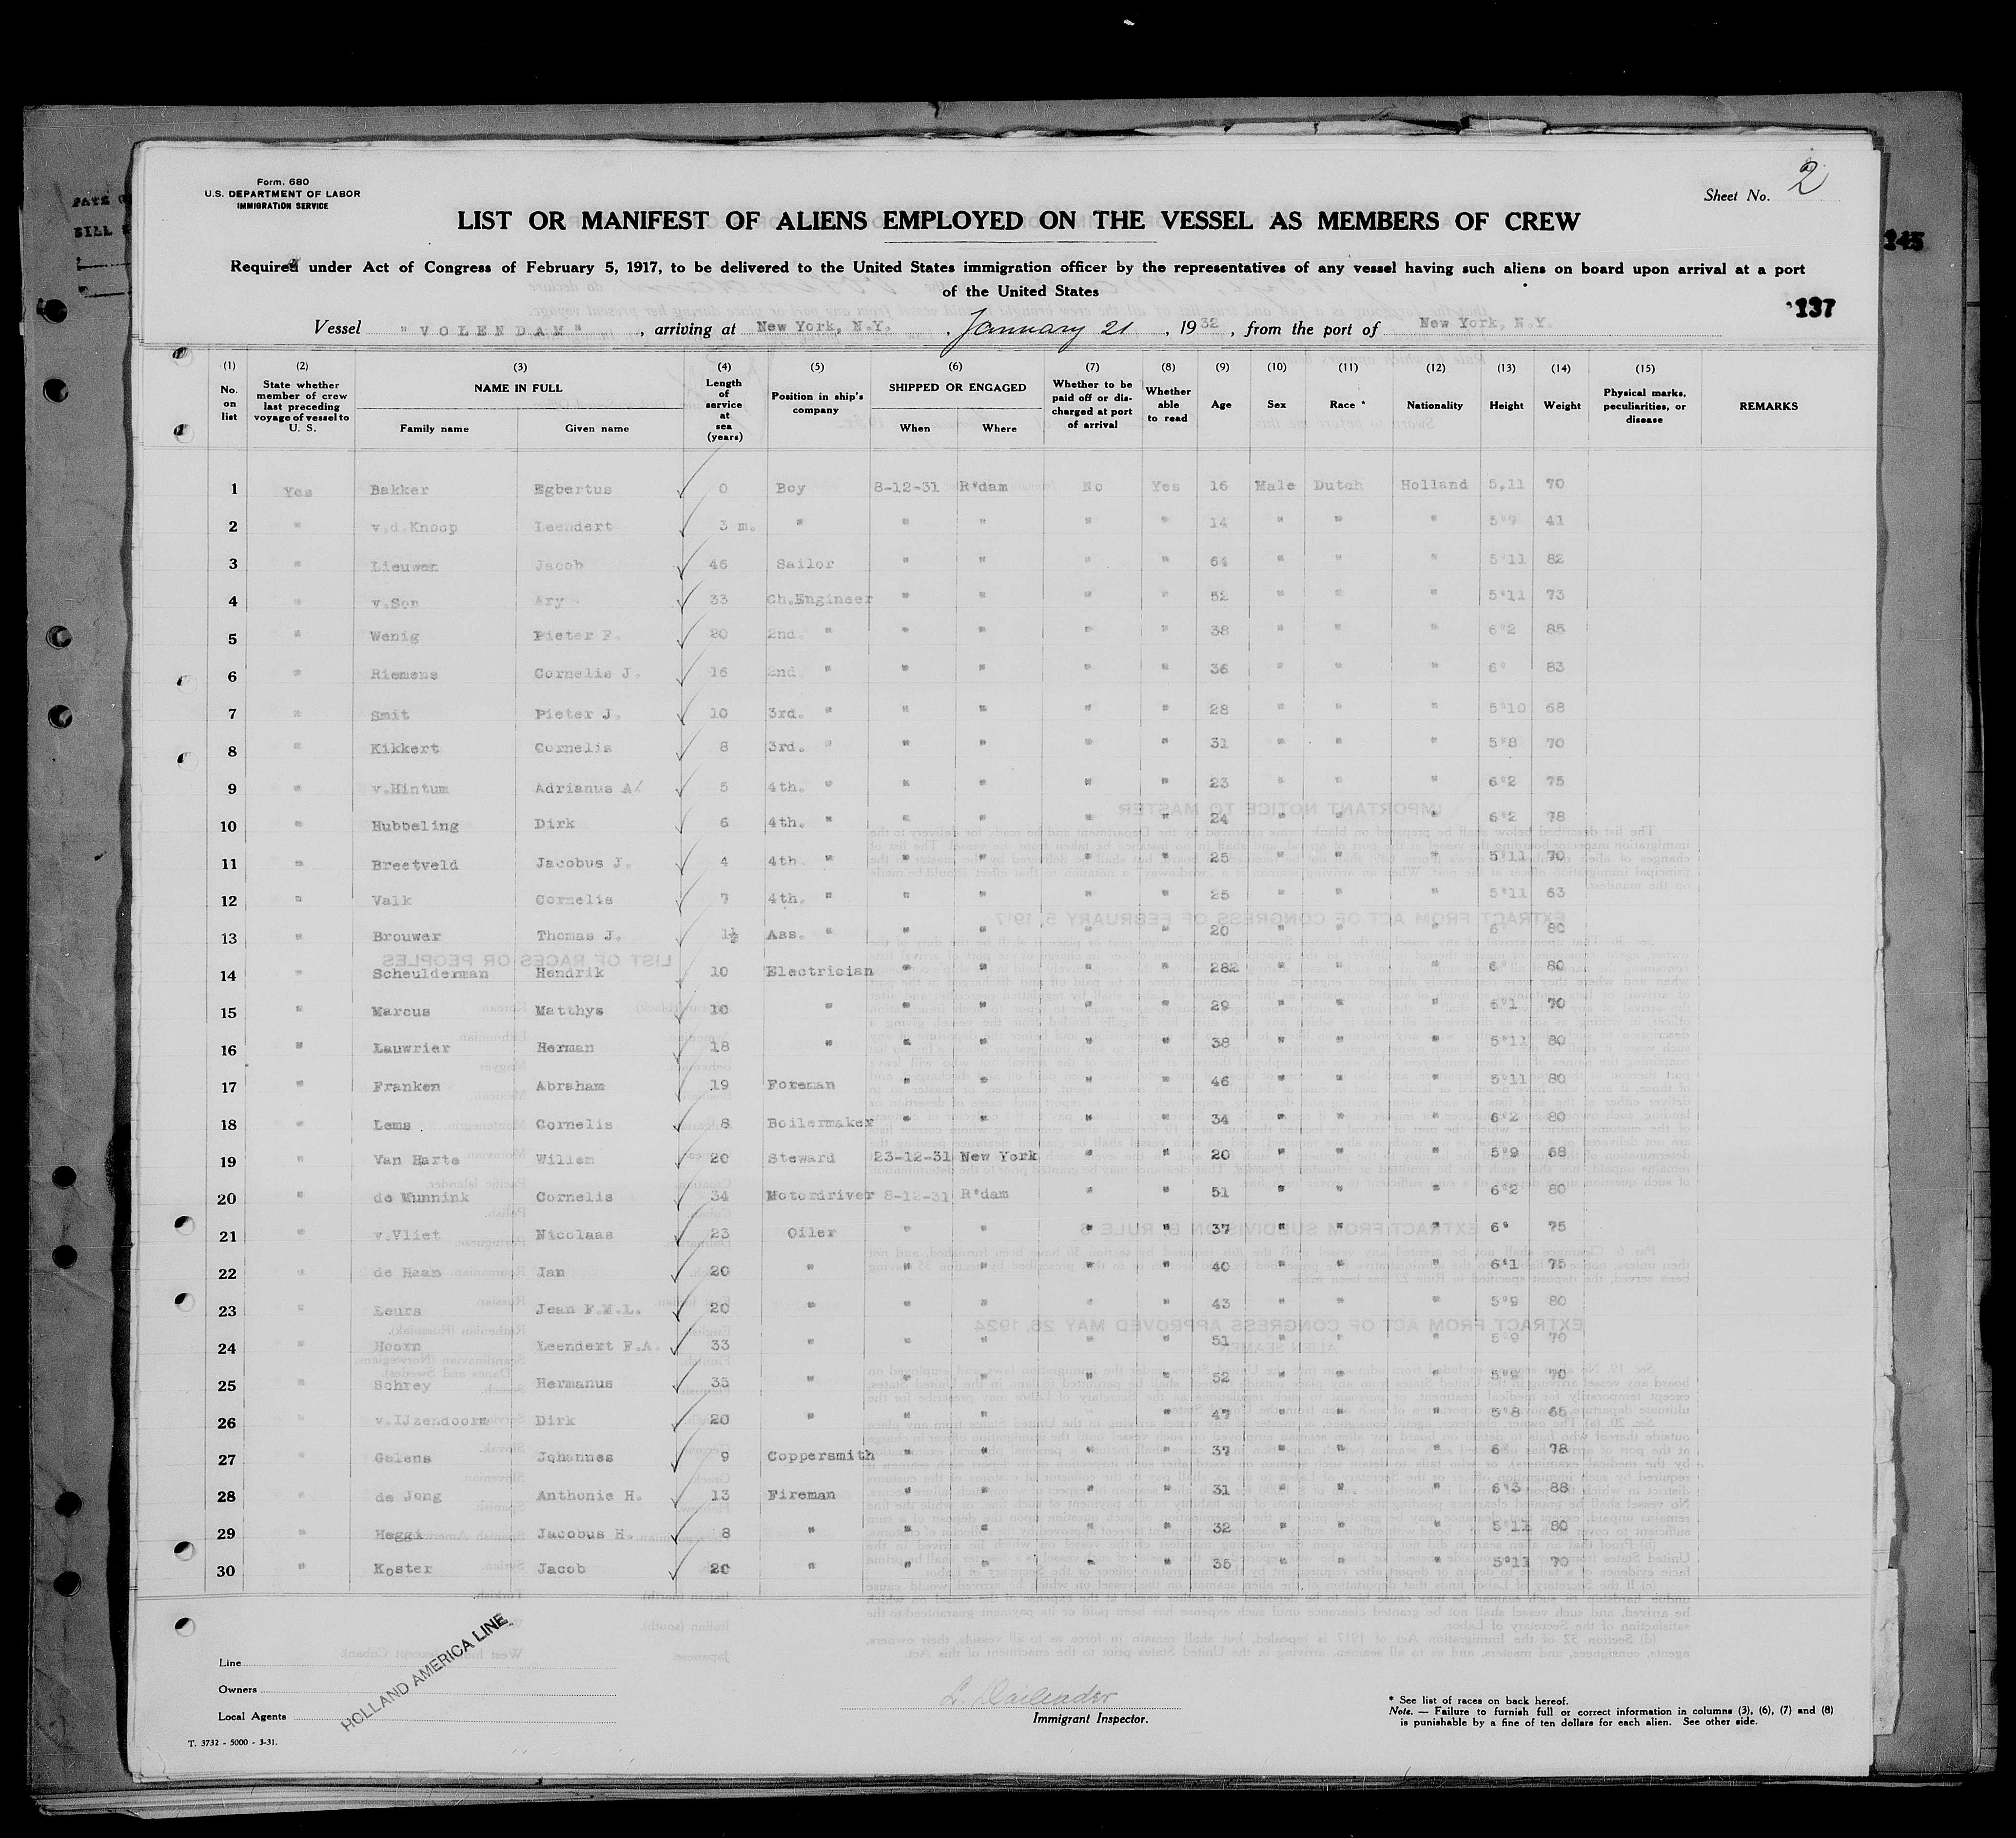 Form. 680
U.S. DEPARTMENT OF LABOR
IMMIGRATION SERVICE
Sheet No. 2
LIST OR MANIFEST OF ALIENS EMPLOYED ON THE VESSEL AS MEMBERS OF CREW
Required under Act of Congress of February 5, 1917, to be delivered to the United States immigration officer by the representatives of any vessel having such aliens on board upon arrival at a port
of the United States
145
137
Vessel "VOLENDAM", arriving at New York, N.Y., January 21, 1932, from the port of New York, N.Y.
(1) (2) (3) (4) (5) (6) (7) (8) (9) (10) (11) (12) (13) (14) (15)
No. on list | State whether member of crew last preceding voyage of vessel to U. S. | NAME IN FULL | Length of service at sea (years) | Position in ship's company | SHIPPED OR ENGAGED | Whether to be paid off or discharged at port of arrival | Whether able to read | Age | Sex | Race * | Nationality | Height | Weight | Physical marks, peculiarities, or disease | REMARKS
Family name | Given name | When | Where
1 Yes Bakker Egbertus 0 Boy 8-12-31 R'dam No Yes 16 Male Dutch Holland 5,11 70
2 " v.d.Knoop Leendert 3 m. " " " " " 14 " " " 5"7 41
3 " Lieuwen Jacob 46 Sailor " " " " 64 " " " 5"11 82
4 " v.Son Ary 33 Ch.Engineer " " " " 52 " " " 5"11 73
5 " Wenig Pieter F. 20 2nd. " " " " " 38 " " " 6"2 85
6 " Riemens Cornelis J. 16 2nd " " " " " 36 " " " 6" 83
7 " Smit Pieter J. 10 3rd. " " " " " 28 " " " 5"10 68
8 " Kikkert Cornelis 8 3rd. " " " " " 31 " " " 5"8 70
9 " v.Hintum Adrianus A/ 5 4th. " " " " " 23 " " " 6"2 75
10 " Hubbeling Dirk 6 4th. " " " " " 24 " " " 6"2 78
11 " Breetveld Jacobus J. 4 4th " " " " " 25 " " " 5"11 70
12 " Valk Cornelis 7 4th. " " " " " 25 " " " 5"11 63
13 " Brouwer Thomas J. 1½ Ass. " " " " " 20 " " " 6" 80
14 " Scheulderman Hendrik 10 Electrician " " " " 282 " " " 6" 80
15 " Marcus Matthys 10 " " " " " 29 " " " 6"1 70
16 " Lauwrier Herman 18 " " " " " 38 " " " 5"11 80
17 " Franken Abraham 19 Foreman " " " " 46 " " " 5"11 80
18 " Lems Cornelis 8 Boilermaker " " " " 34 " " " 6"2 80
19 " Van Harte Willem 20 Steward 23-12-31 New York " " 20 " " " 5"9 68
20 " de Munnink Cornelis 34 Motordriver 8-12-31 R'dam " " 51 " " " 6"2 80
21 " v.Vliet Nicolaas 23 Oiler " " " " 37 " " " 6" 75
22 " de Haan Jan 20 " " " " " 40 " " " 6"1 75
23 " Leurs Jean F.M.L. 20 " " " " " 43 " " " 5"9 80
24 " Hoorn Leendert F.A. 33 " " " " " 51 " " " 5"9 70
25 " Schrey Hermanus 35 " " " " " 52 " " " 5"9 70
26 " v.IJzendoorn Dirk 20 " " " " 47 " " " 5"8 65
27 " Gelens Johannes 9 Coppersmith " " " " 37 " " " 6 78
28 " de Jong Anthonie H. 13 Fireman " " " " 31 " " " 6"3 88
29 " Heggi Jacobus H. 8 " " " " " 32 " " " 5"11 80
30 " Koster Jacob 20 " " " " " 35 " " " 5"11 70
Line
Owners
Local Agents
HOLLAND AMERICA LINE
Immigrant Inspector.
* See list of races on back hereof.
Note. — Failure to furnish full or correct information in columns (3), (6), (7) and (8)
is punishable by a fine of ten dollars for each alien. See other side.
T. 3732 - 5000 - 3-31.